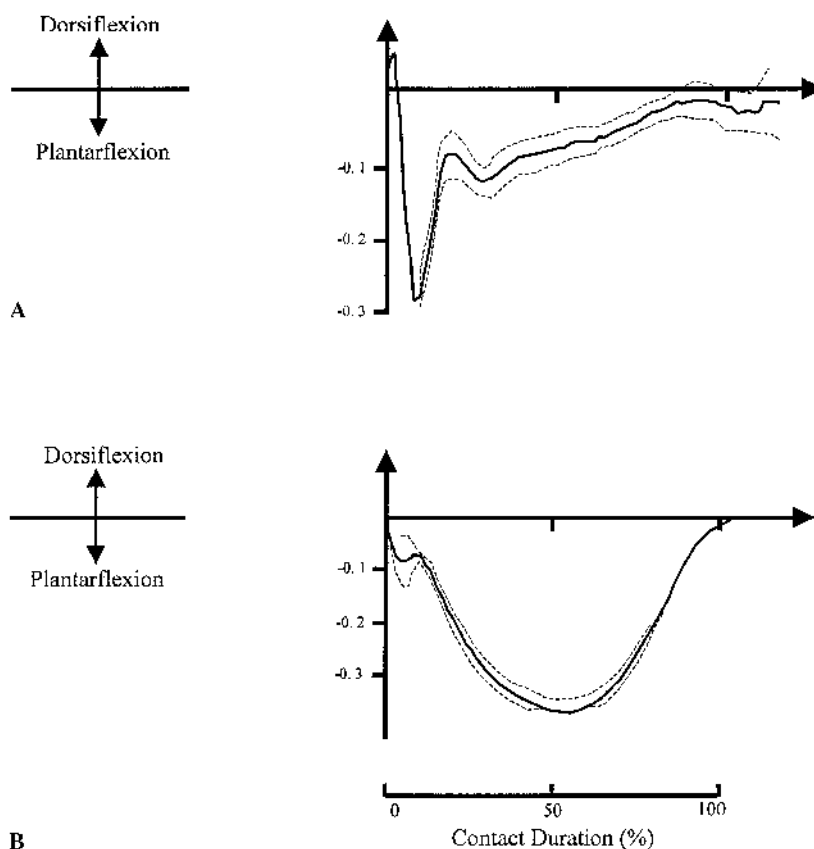 Dorsiflexion
Plantarflexion
-0.1
-0.2
-0.3
A
Dorsiflexion
Plantarflexion
-0.1
-0.2
-0.3
0 50 100
Contact Duration (%)
B